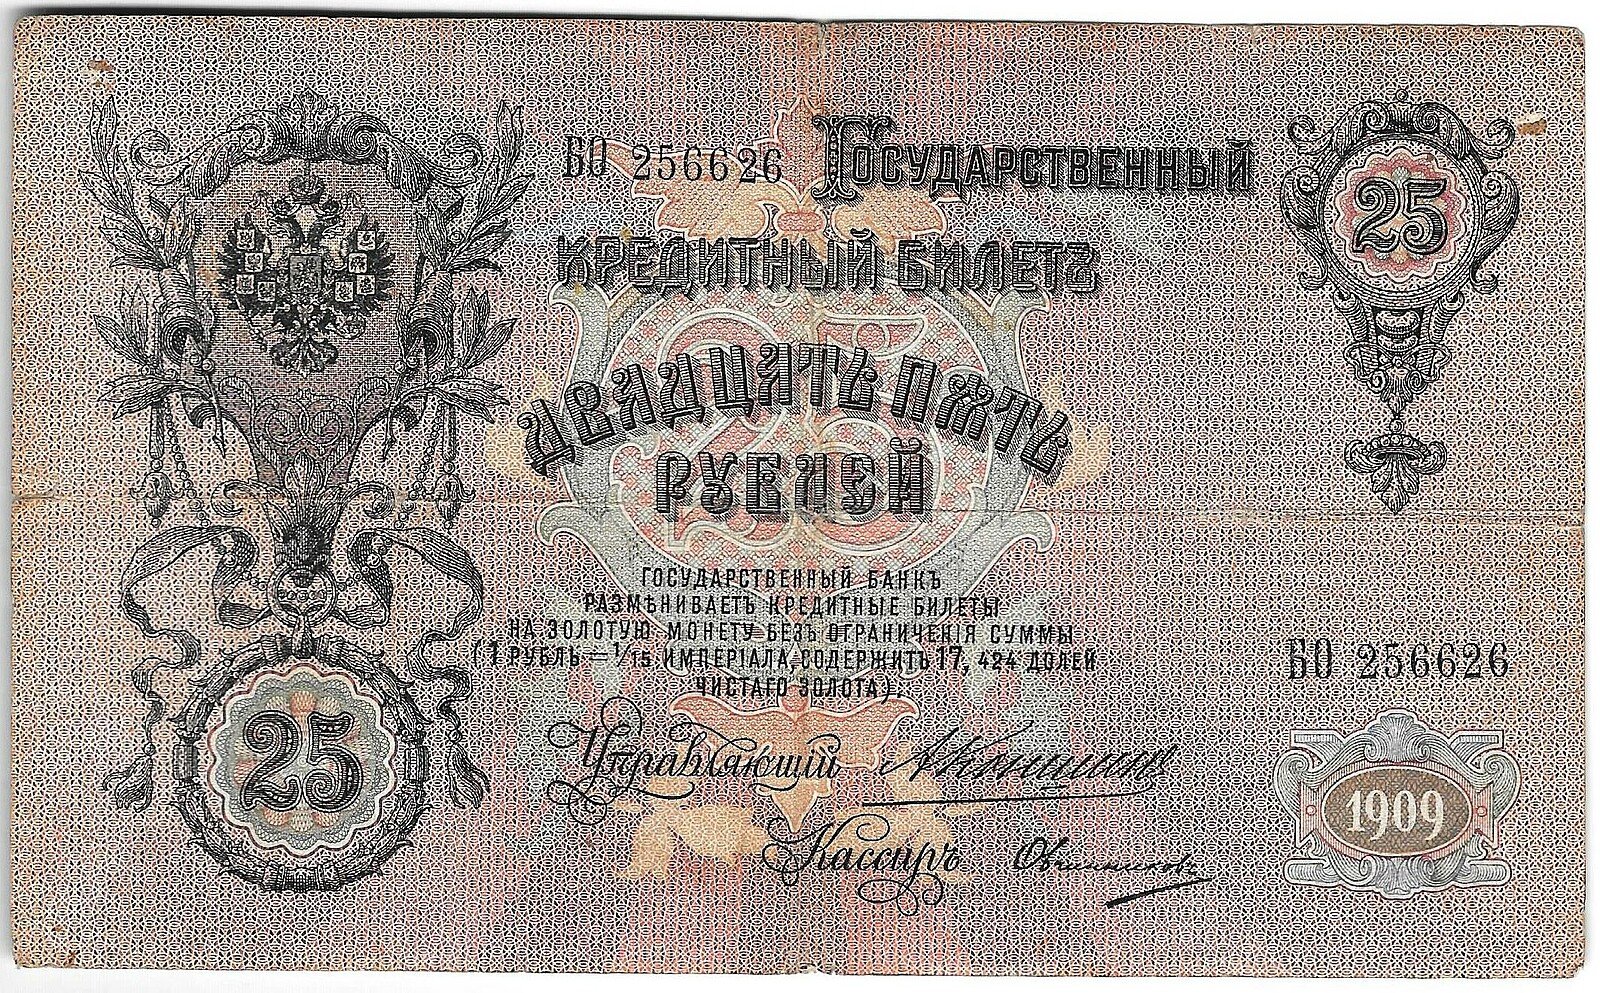 БО 256626 ГОСУДАРСТВЕННЫЙ
КРЕДИТНЫЙ БИЛЕТЪ
25
ДВАДЦАТЬ ПЯТЬ
РУБЛЕЙ
25
ГОСУДАРСТВЕННЫЙ БАНКЪ
РАЗМѢНИВАЕТЪ КРЕДИТНЫЕ БИЛЕТЫ
НА ЗОЛОТУЮ МОНЕТУ БЕЗЪ ОГРАНИЧЕНІЯ СУММЫ
(1 РУБЛЬ = 1/15 ИМПЕРІАЛА, СОДЕРЖИТЪ 17, 424 ДОЛЕЙ
ЧИСТАГО ЗОЛОТА).
БО 256626
25
Управляющій
Кассиръ
1909